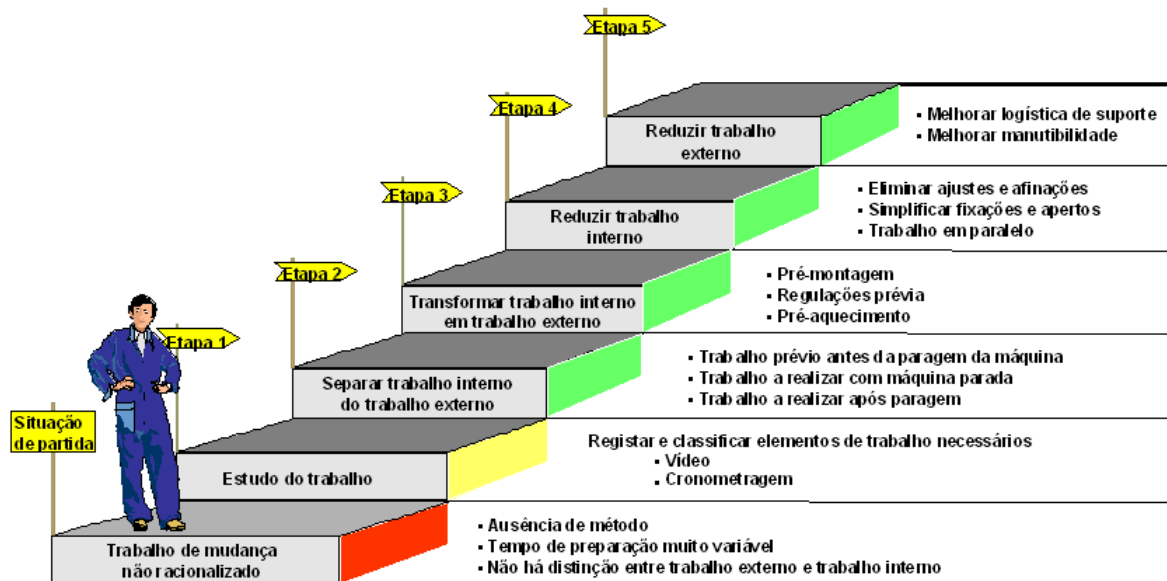 Etapa 5
Reduzir trabalho
externo
▪ Melhorar logística de suporte
▪ Melhorar manutibilidade
Etapa 4
Reduzir trabalho
interno
▪ Eliminar ajustes e afinações
▪ Simplificar fixações e apertos
▪ Trabalho em paralelo
Etapa 3
Transformar trabalho interno
em trabalho externo
▪ Pré-montagem
▪ Regulações prévia
▪ Pré-aquecimento
Etapa 2
Separar trabalho interno
do trabalho externo
▪ Trabalho prévio antes da paragem da máquina
▪ Trabalho a realizar com máquina parada
▪ Trabalho a realizar após paragem
Etapa 1
Estudo do trabalho
Registar e classificar elementos de trabalho necessários
▪ Vídeo
▪ Cronometragem
Situação
de partida
Trabalho de mudança
não racionalizado
▪ Ausência de método
▪ Tempo de preparação muito variável
▪ Não há distinção entre trabalho externo e trabalho interno